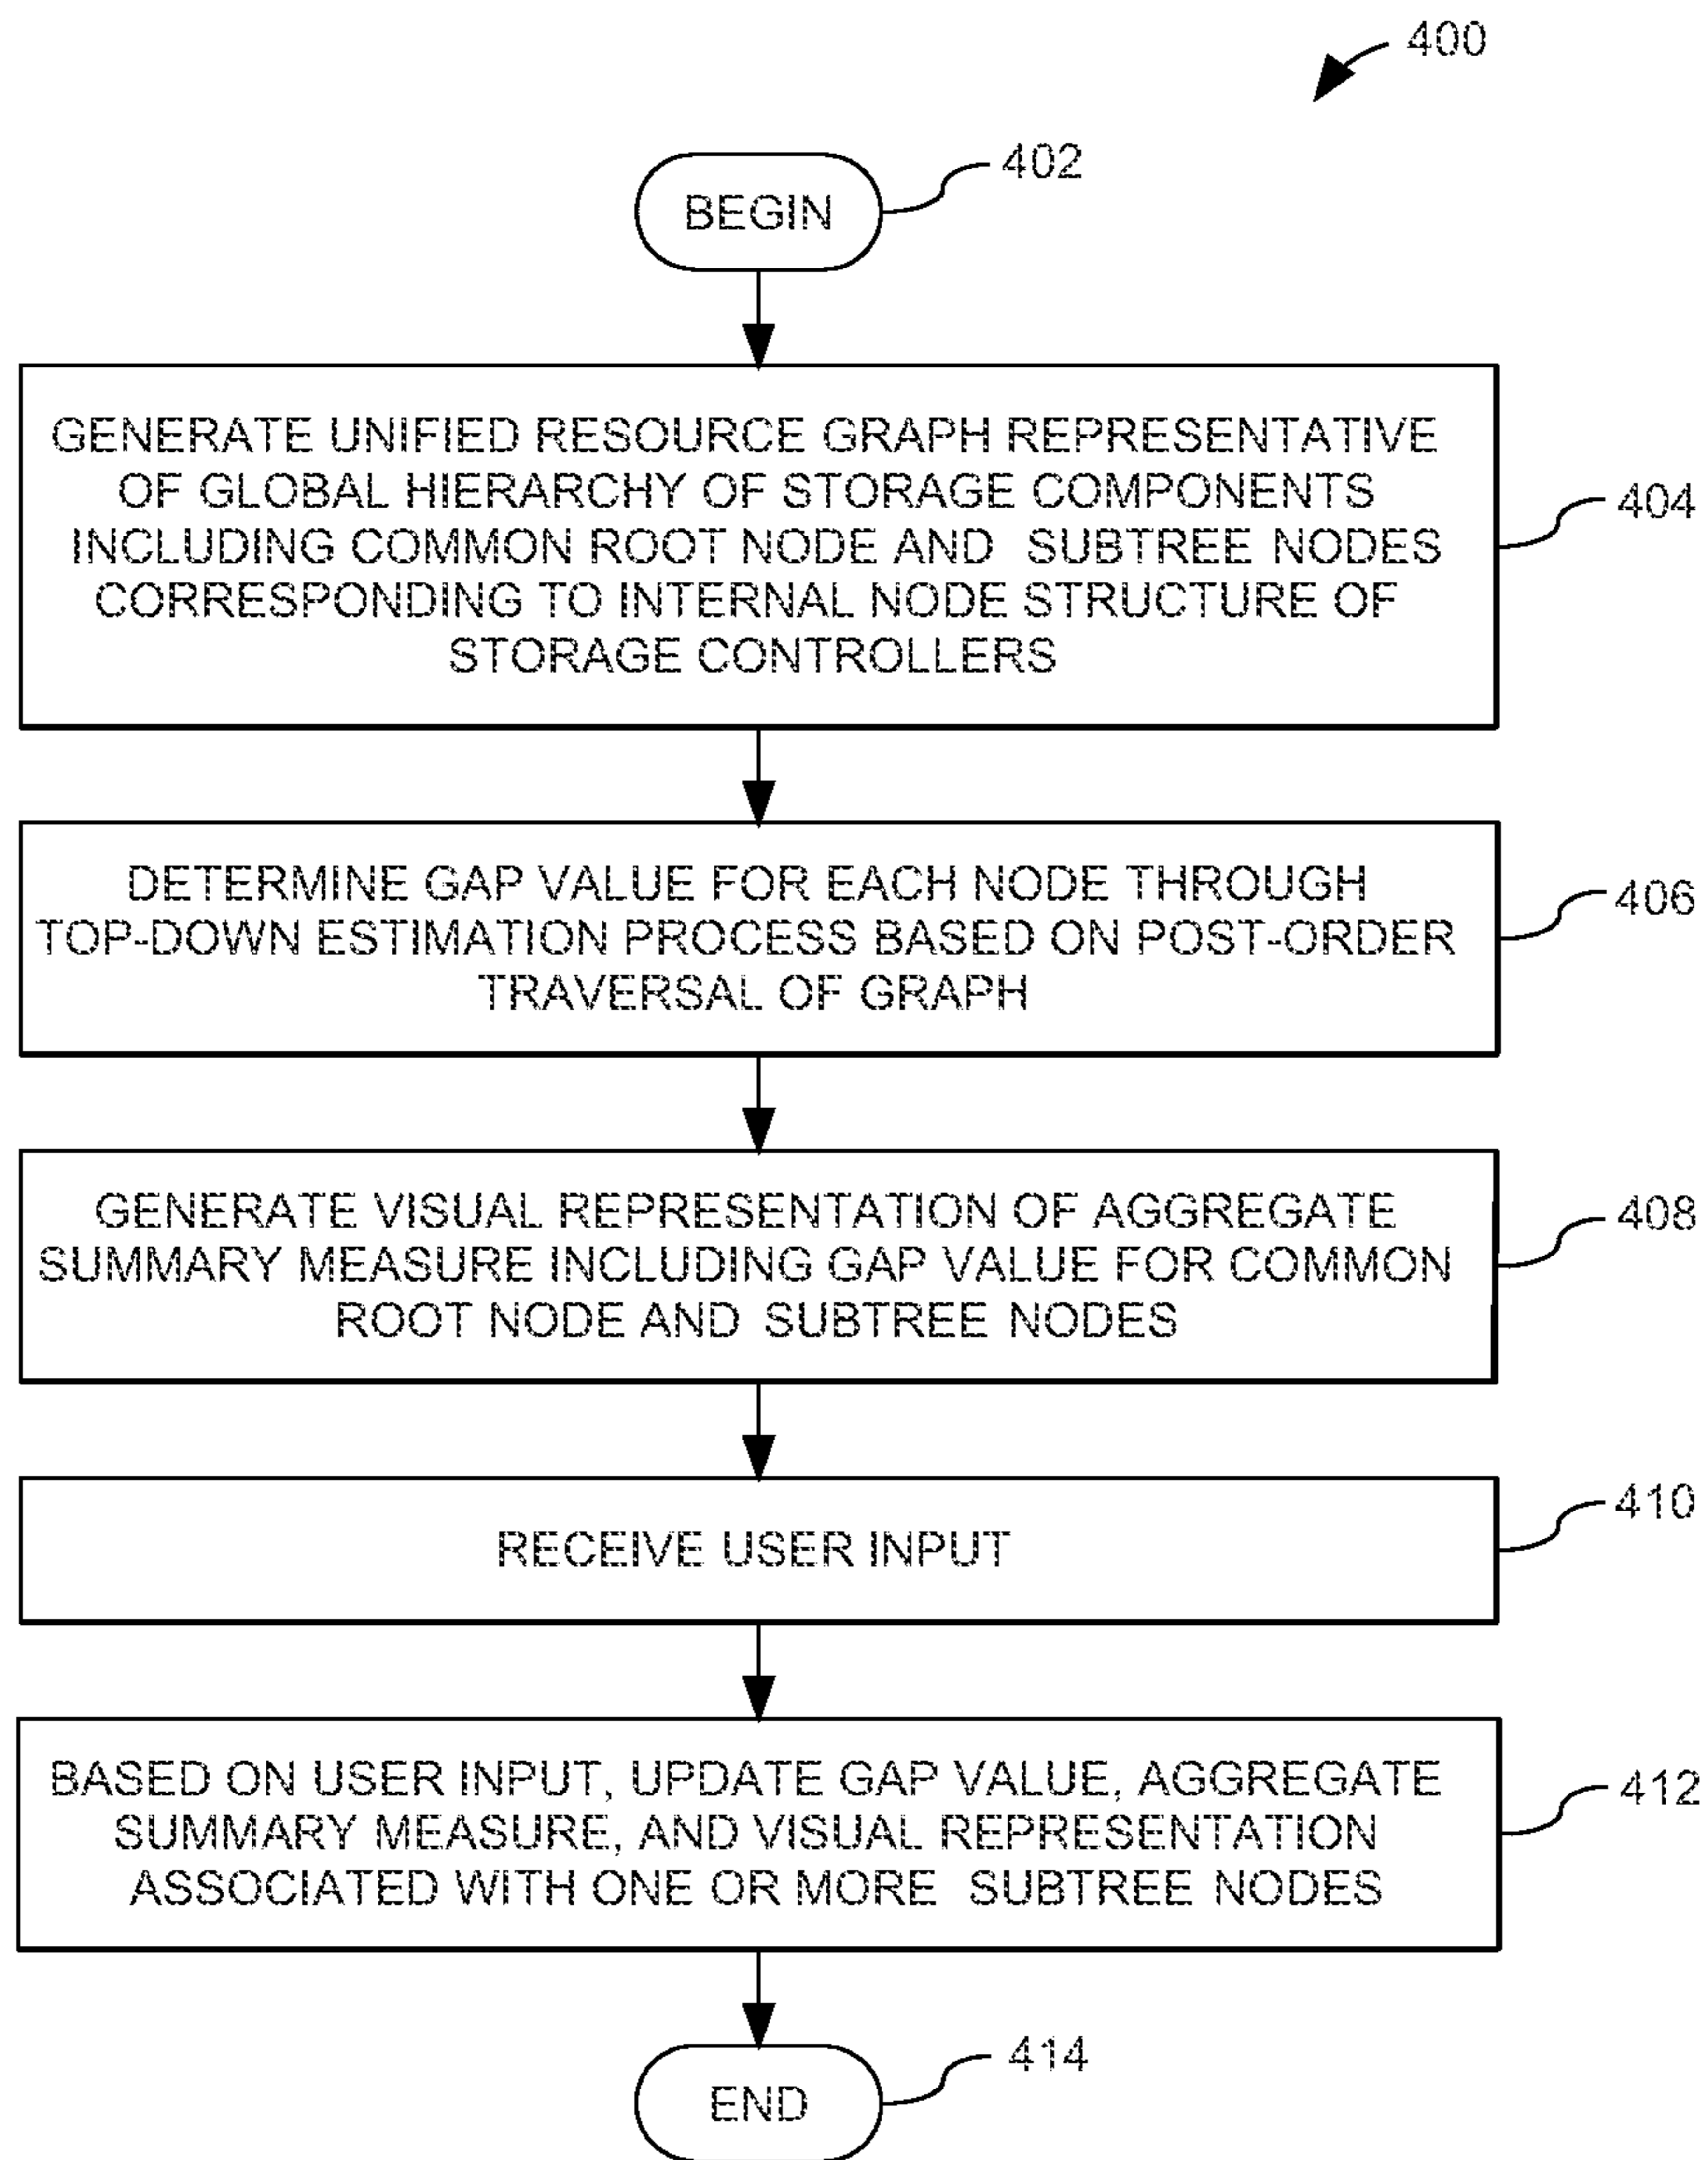 400
402
BEGIN
GENERATE UNIFIED RESOURCE GRAPH REPRESENTATIVE
OF GLOBAL HIERARCHY OF STORAGE COMPONENTS
INCLUDING COMMON ROOT NODE AND SUBTREE NODES
CORRESPONDING TO INTERNAL NODE STRUCTURE OF
STORAGE CONTROLLERS
404
DETERMINE GAP VALUE FOR EACH NODE THROUGH
TOP-DOWN ESTIMATION PROCESS BASED ON POST-ORDER
TRAVERSAL OF GRAPH
406
GENERATE VISUAL REPRESENTATION OF AGGREGATE
SUMMARY MEASURE INCLUDING GAP VALUE FOR COMMON
ROOT NODE AND SUBTREE NODES
408
RECEIVE USER INPUT
410
BASED ON USER INPUT, UPDATE GAP VALUE, AGGREGATE
SUMMARY MEASURE, AND VISUAL REPRESENTATION
ASSOCIATED WITH ONE OR MORE SUBTREE NODES
412
END
414